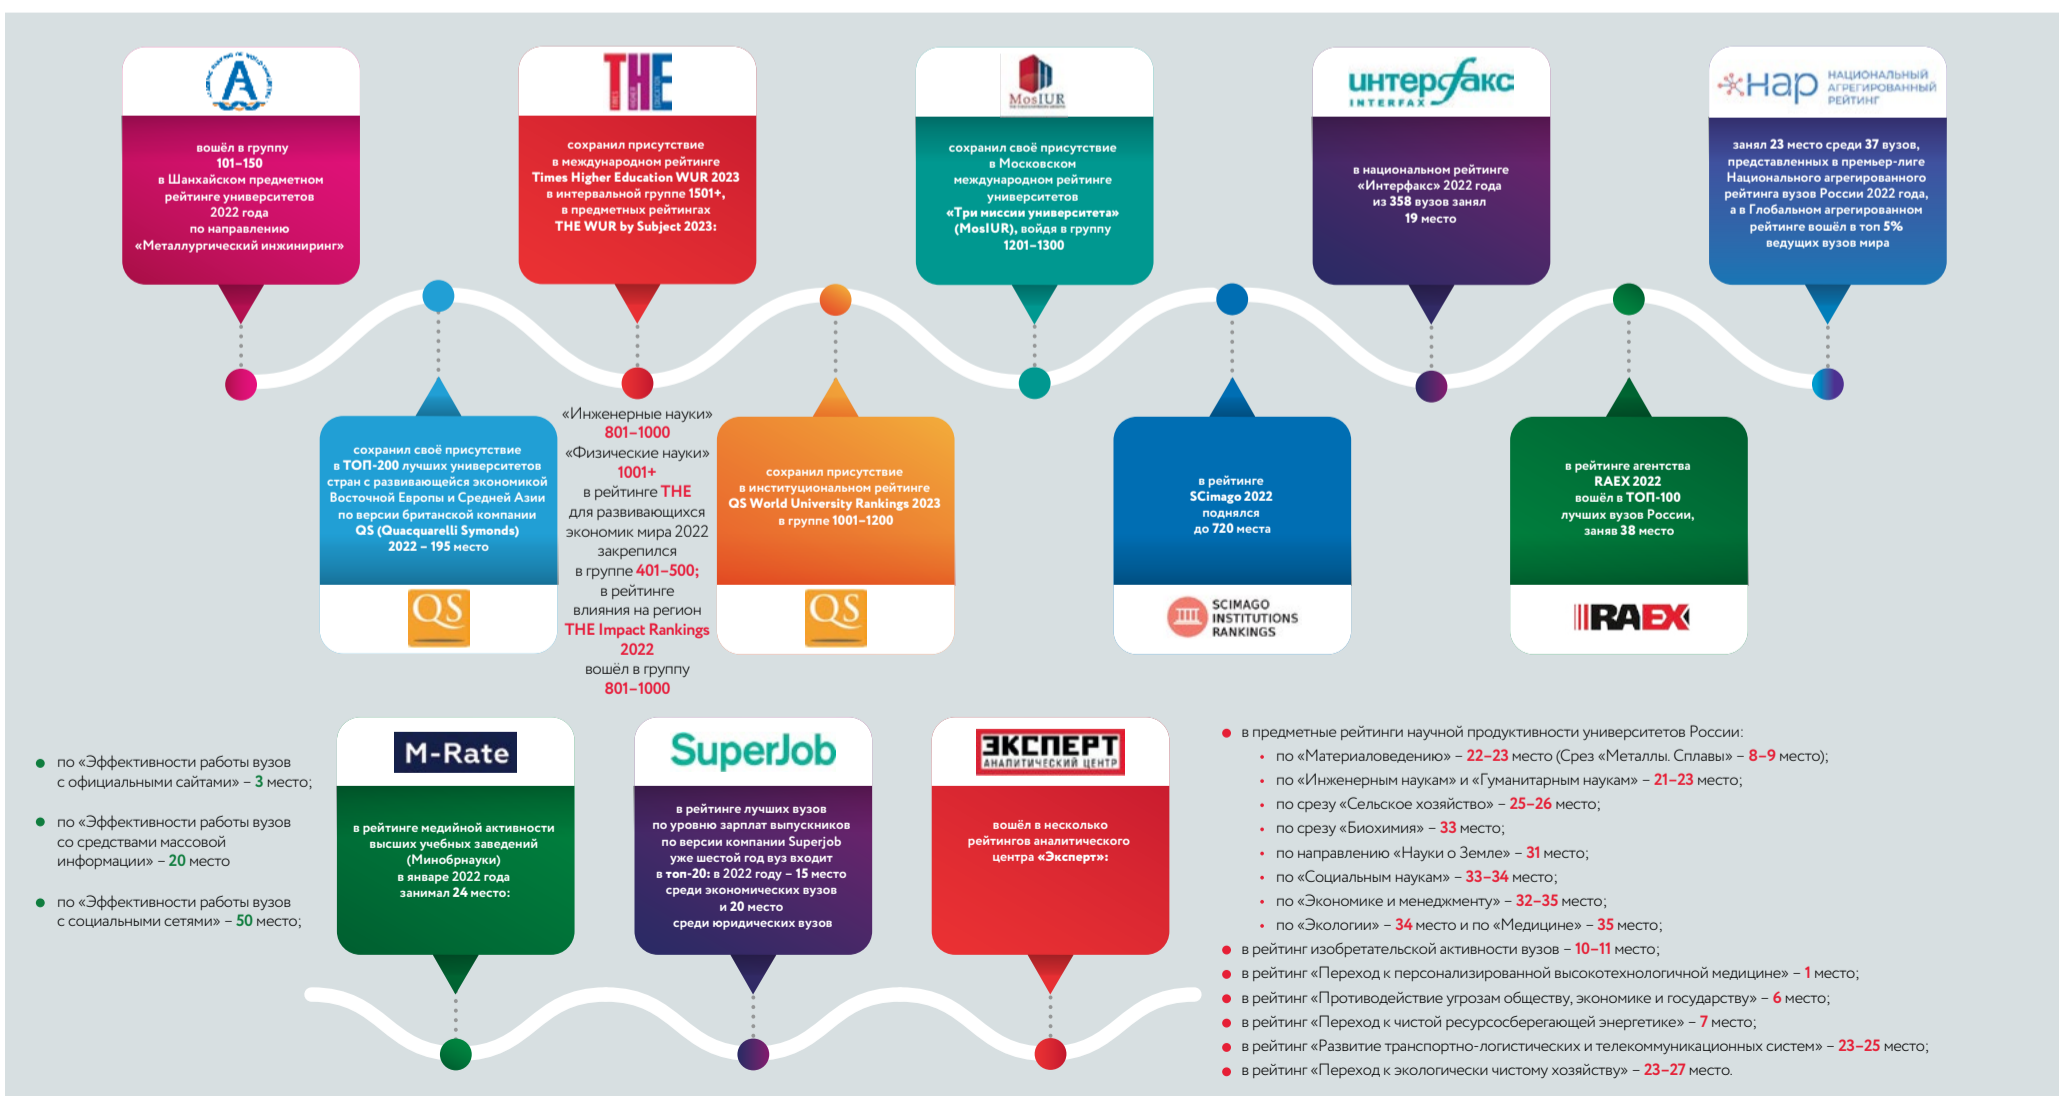 вошёл в группу
101–150
в Шанхайском предметном
рейтинге университетов
2022 года
по направлению
«Металлургический инжиниринг»
QS
сохранил своё присутствие
в ТОП-200 лучших университетов
стран с развивающейся экономикой
Восточной Европы и Средней Азии
по версии британской компании
QS (Quacquarelli Symonds)
2022 – 195 место
THE
сохранил присутствие
в международном рейтинге
Times Higher Education WUR 2023
в интервальной группе 1501+,
в предметных рейтингах
THE WUR by Subject 2023:
«Инженерные науки»
801–1000
«Физические науки»
1001+
в рейтинге THE
для развивающихся
экономик мира 2022
закрепился
в группе 401–500;
в рейтинге
влияния на регион
THE Impact Rankings
2022
вошёл в группу
801–1000
сохранил присутствие
в институциональном рейтинге
QS World University Rankings 2023
в группе 1001–1200
QS
MosIUR
сохранил своё присутствие
в Московском
международном рейтинге
университетов
«Три миссии университета»
(MosIUR), войдя в группу
1201–1300
в рейтинге
SCimago 2022
поднялся
до 720 места
SCIMAGO
INSTITUTIONS
RANKINGS
интерфакс
INTERFAX
в национальном рейтинге
«Интерфакс» 2022 года
из 358 вузов занял
19 место
в рейтинге агентства
RAEX 2022
вошёл в ТОП-100
лучших вузов России,
заняв 38 место
RAEX
нар
НАЦИОНАЛЬНЫЙ
АГРЕГИРОВАННЫЙ
РЕЙТИНГ
занял 23 место среди 37 вузов,
представленных в премьер-лиге
Национального агрегированного
рейтинга вузов России 2022 года,
а в Глобальном агрегированном
рейтинге вошёл в топ 5%
ведущих вузов мира
M-Rate
в рейтинге медийной активности
высших учебных заведений
(Минобрнауки)
в январе 2022 года
занимал 24 место:
по «Эффективности работы вузов
с официальными сайтами» – 3 место;
по «Эффективности работы вузов
со средствами массовой
информации» – 20 место
по «Эффективности работы вузов
с социальными сетями» – 50 место;
SuperJob
в рейтинге лучших вузов
по уровню зарплат выпускников
по версии компании Superjob
уже шестой год вуз входит
в топ-20: в 2022 году – 15 место
среди экономических вузов
и 20 место
среди юридических вузов
ЭКСПЕРТ
АНАЛИТИЧЕСКИЙ ЦЕНТР
вошёл в несколько
рейтингов аналитического
центра «Эксперт»:
в предметные рейтинги научной продуктивности университетов России:
по «Материаловедению» – 22–23 место (Срез «Металлы. Сплавы» – 8–9 место);
по «Инженерным наукам» и «Гуманитарным наукам» – 21–23 место;
по срезу «Сельское хозяйство» – 25–26 место;
по срезу «Биохимия» – 33 место;
по направлению «Науки о Земле» – 31 место;
по «Социальным наукам» – 33–34 место;
по «Экономике и менеджменту» – 32–35 место;
по «Экологии» – 34 место и по «Медицине» – 35 место;
в рейтинг изобретательской активности вузов – 10–11 место;
в рейтинг «Переход к персонализированной высокотехнологичной медицине» – 1 место;
в рейтинг «Противодействие угрозам обществу, экономике и государству» – 6 место;
в рейтинг «Переход к чистой ресурсосберегающей энергетике» – 7 место;
в рейтинг «Развитие транспортно-логистических и телекоммуникационных систем» – 23–25 место;
в рейтинг «Переход к экологически чистому хозяйству» – 23–27 место.